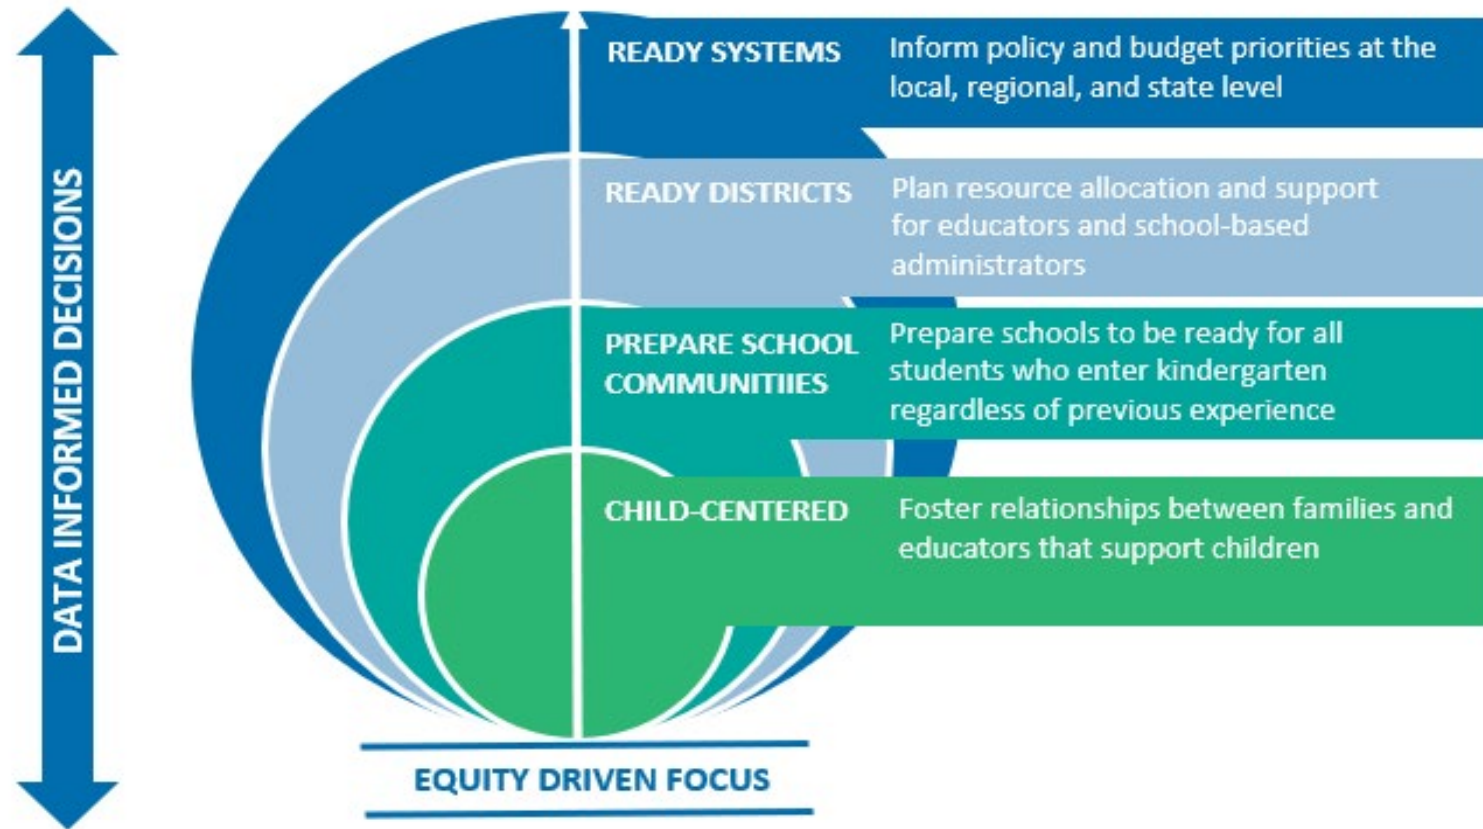 DATA INFORMED DECISIONS
READY SYSTEMS
Inform policy and budget priorities at the
local, regional, and state level
READY DISTRICTS
Plan resource allocation and support
for educators and school-based
administrators
PREPARE SCHOOL
COMMUNITIIES
Prepare schools to be ready for all
students who enter kindergarten
regardless of previous experience
CHILD-CENTERED
Foster relationships between families and
educators that support children
EQUITY DRIVEN FOCUS